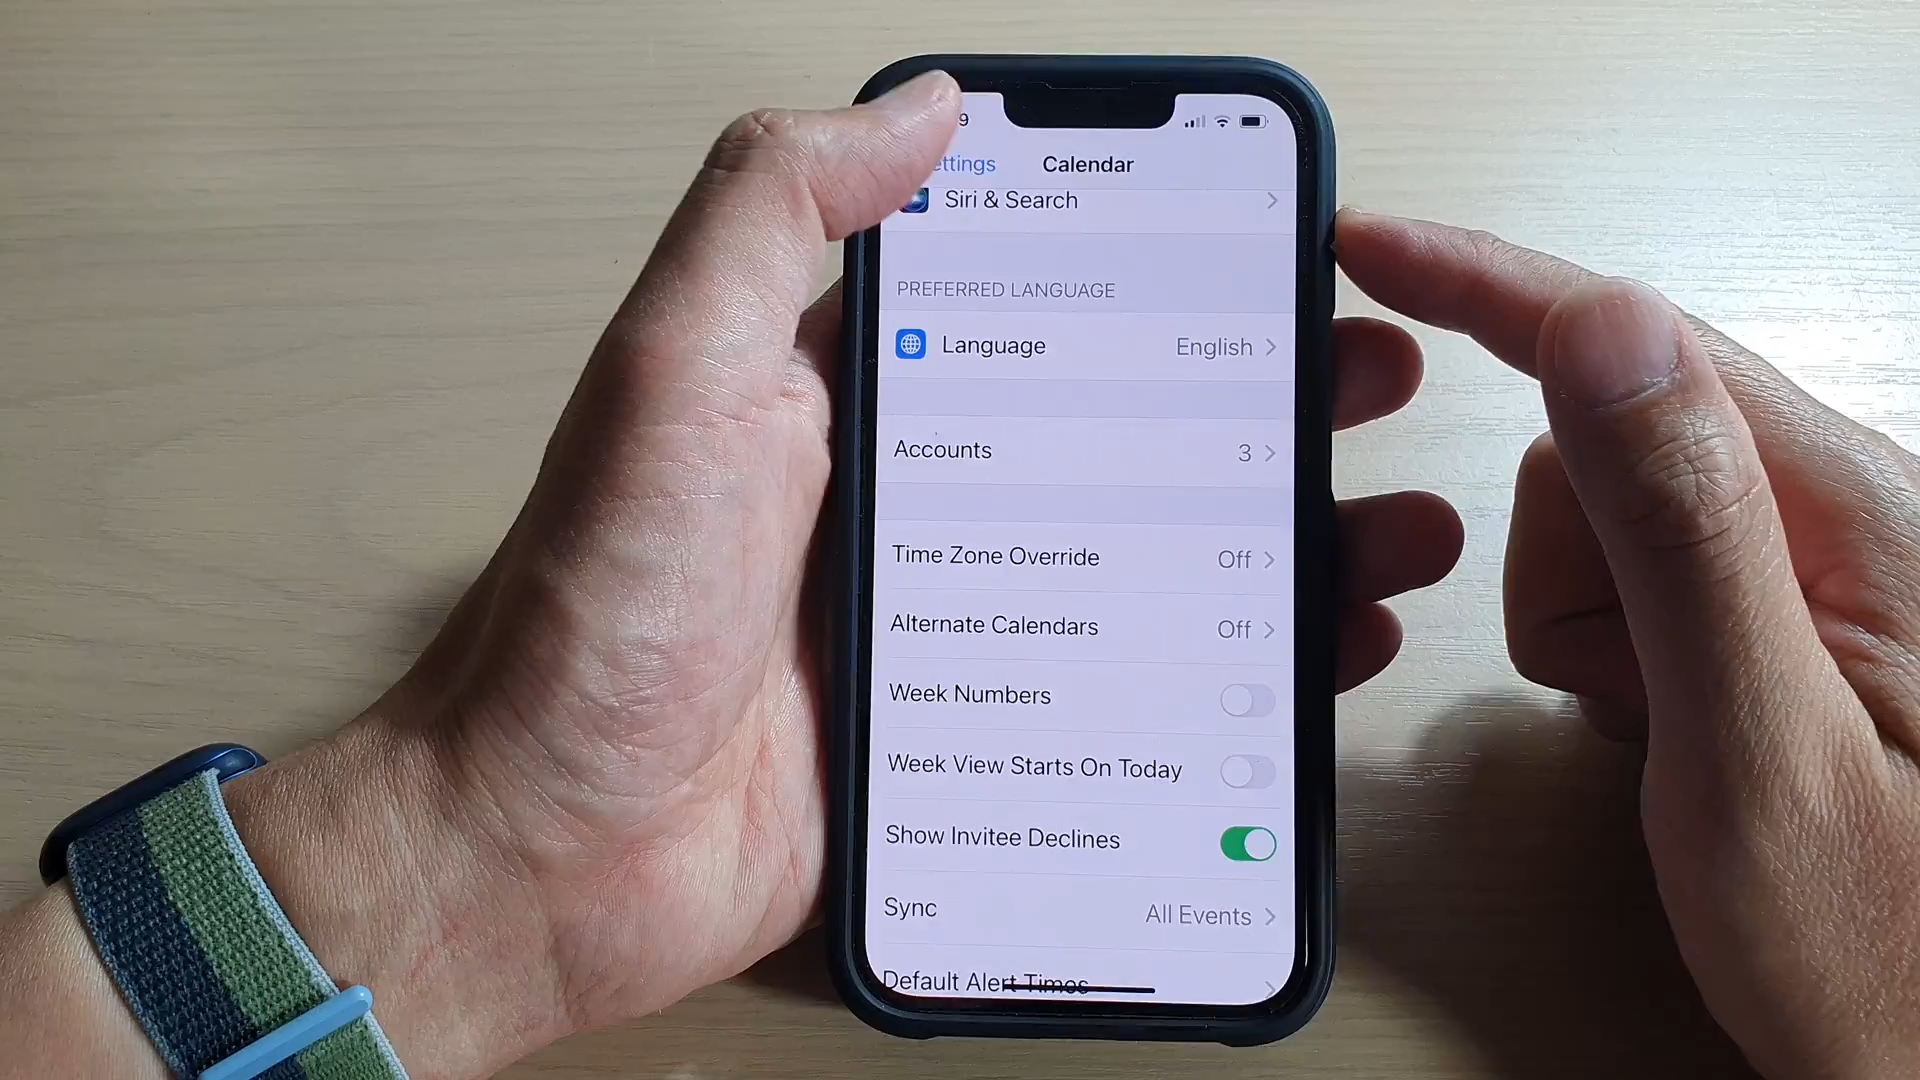 9
ettings Calendar
Siri & Search
PREFERRED LANGUAGE
Language English
Accounts 3
Time Zone Override Off
Alternate Calendars Off
Week Numbers
Week View Starts On Today
Show Invitee Declines
Sync All Events
Default Alert Times